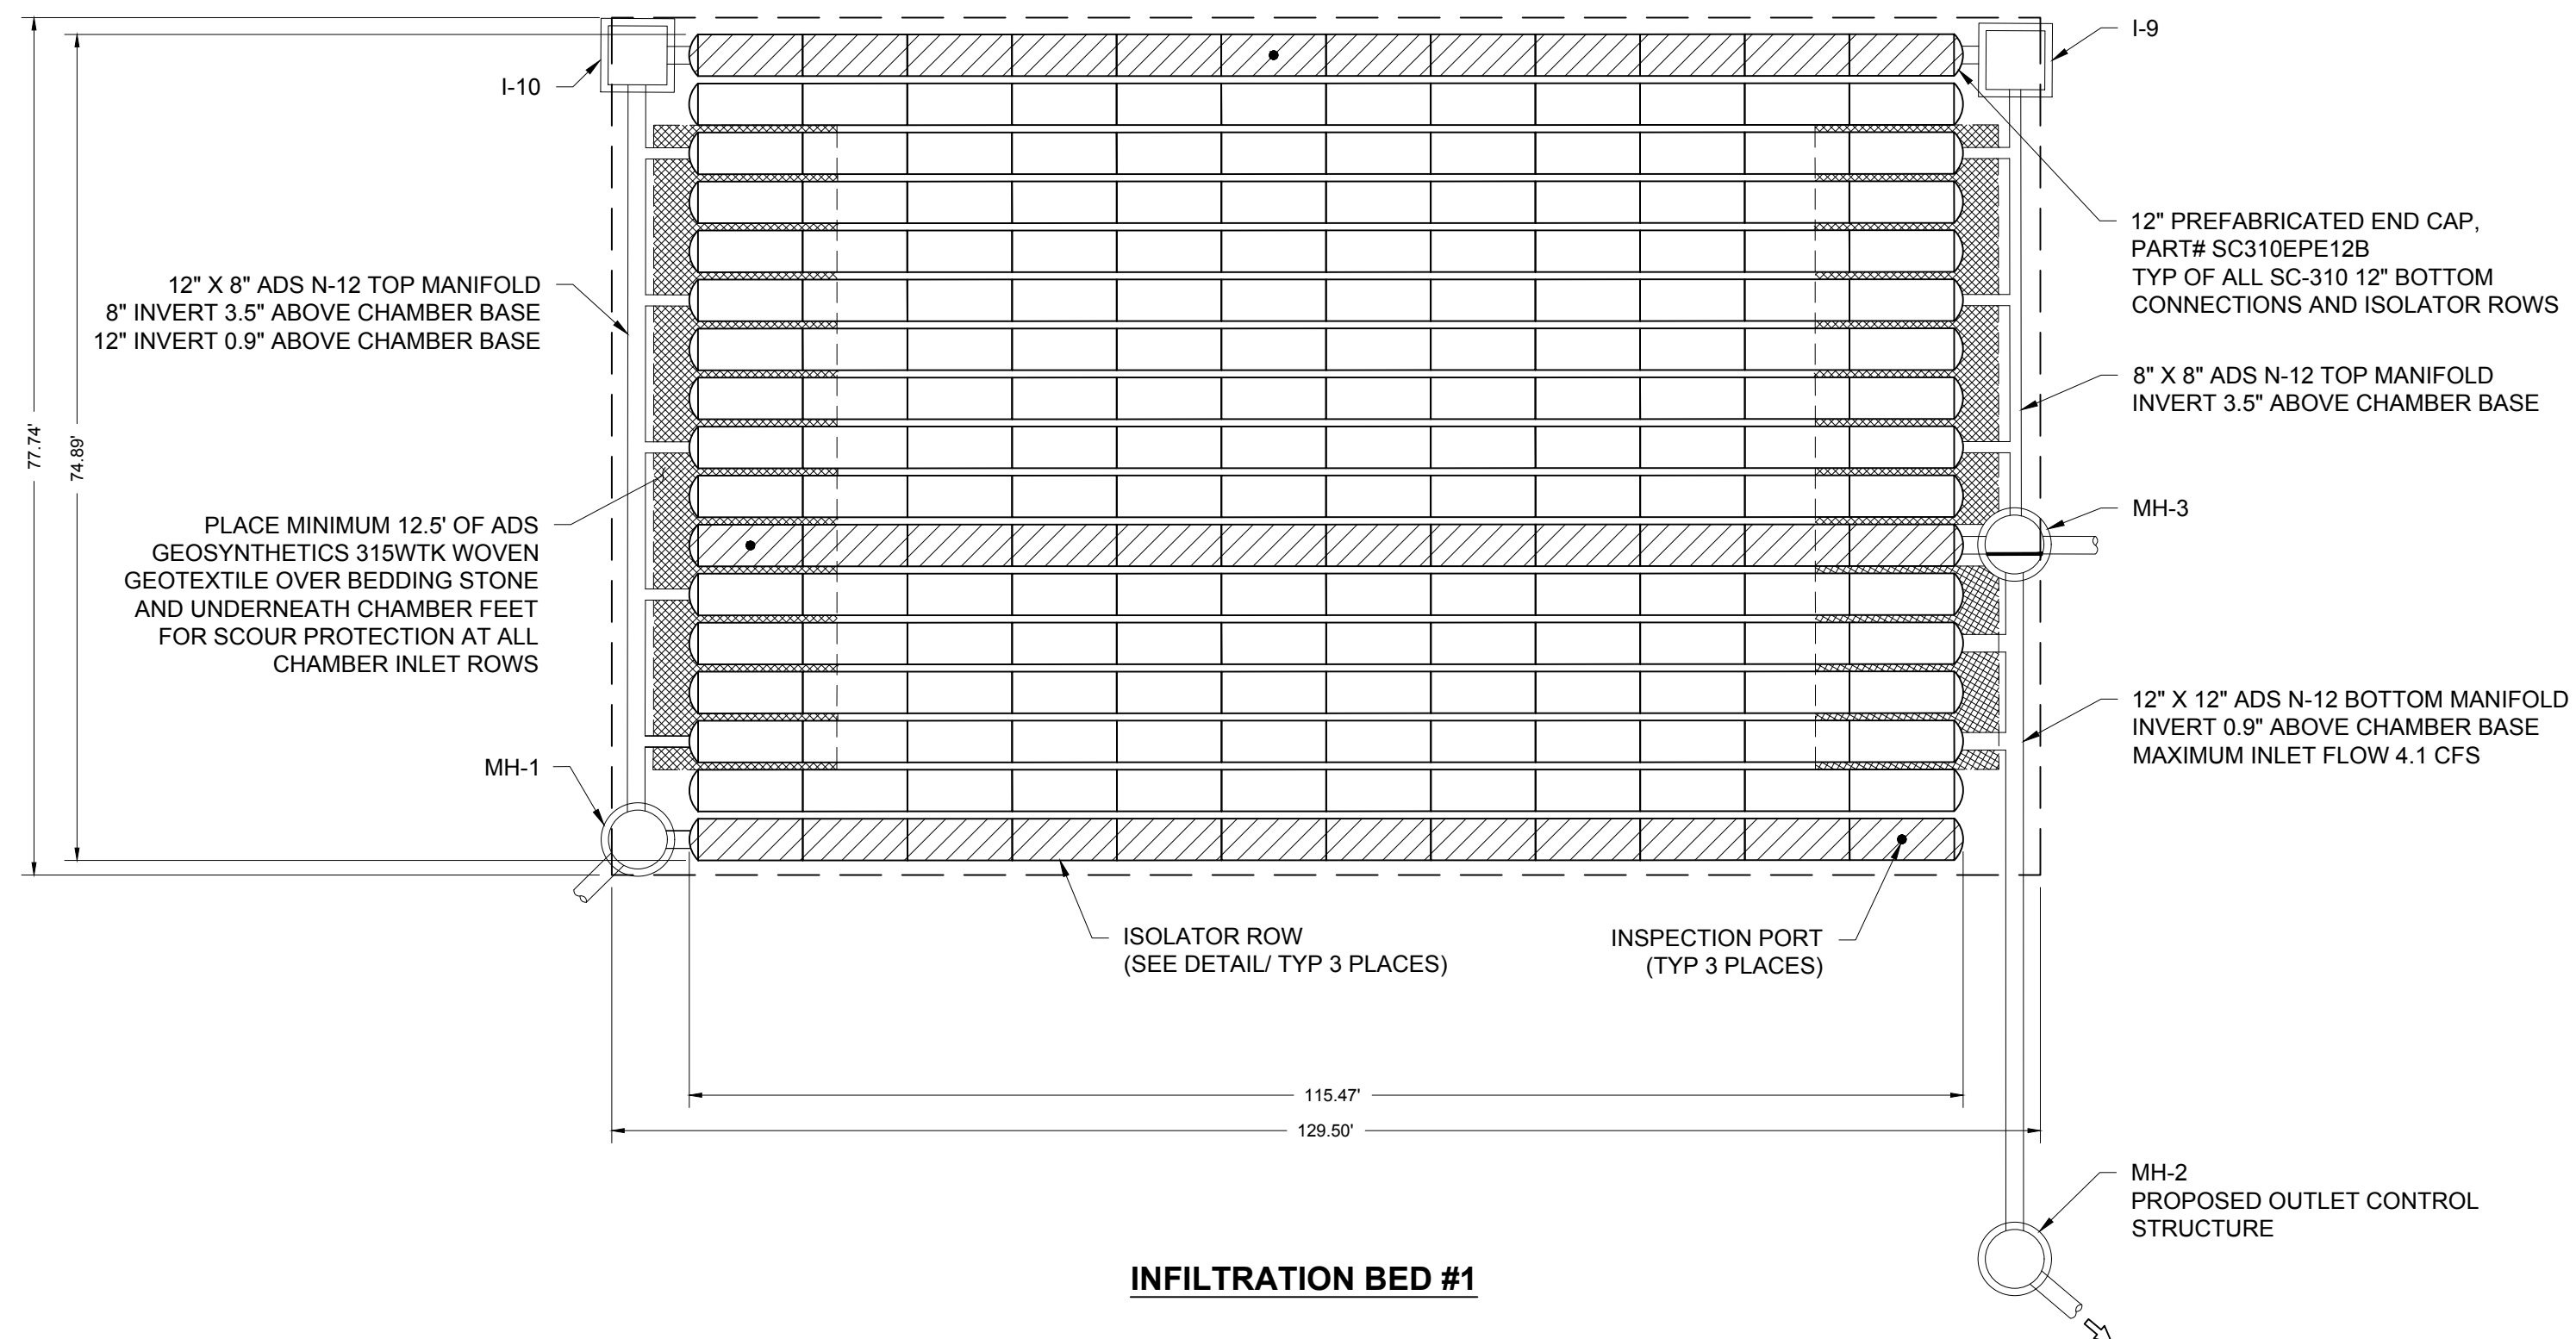 I-9
I-10
12" PREFABRICATED END CAP,
PART# SC310EPE12B
TYP OF ALL SC-310 12" BOTTOM
CONNECTIONS AND ISOLATOR ROWS
12" X 8" ADS N-12 TOP MANIFOLD
8" INVERT 3.5" ABOVE CHAMBER BASE
12" INVERT 0.9" ABOVE CHAMBER BASE
8" X 8" ADS N-12 TOP MANIFOLD
INVERT 3.5" ABOVE CHAMBER BASE
77.74'
74.89'
MH-3
PLACE MINIMUM 12.5' OF ADS
GEOSYNTHETICS 315WTK WOVEN
GEOTEXTILE OVER BEDDING STONE
AND UNDERNEATH CHAMBER FEET
FOR SCOUR PROTECTION AT ALL
CHAMBER INLET ROWS
12" X 12" ADS N-12 BOTTOM MANIFOLD
INVERT 0.9" ABOVE CHAMBER BASE
MAXIMUM INLET FLOW 4.1 CFS
MH-1
ISOLATOR ROW
(SEE DETAIL/ TYP 3 PLACES)
INSPECTION PORT
(TYP 3 PLACES)
115.47'
129.50'
MH-2
PROPOSED OUTLET CONTROL
STRUCTURE
INFILTRATION BED #1